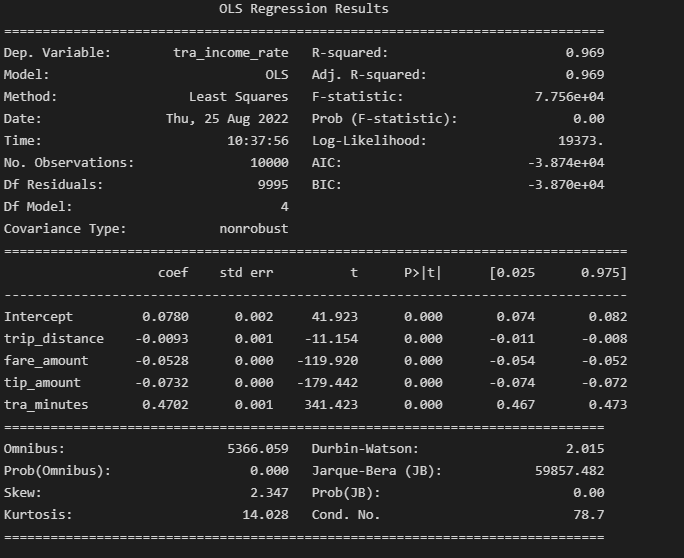 OLS Regression Results
==============================================================================
Dep. Variable:        tra_income_rate   R-squared:                       0.969
Model:                            OLS   Adj. R-squared:                  0.969
Method:                 Least Squares   F-statistic:                 7.756e+04
Date:                Thu, 25 Aug 2022   Prob (F-statistic):               0.00
Time:                        10:37:56   Log-Likelihood:                 19373.
No. Observations:               10000   AIC:                        -3.874e+04
Df Residuals:                    9995   BIC:                        -3.870e+04
Df Model:                           4
Covariance Type:            nonrobust
=================================================================================
                    coef    std err          t      P>|t|      [0.025      0.975]
---------------------------------------------------------------------------------
Intercept         0.0780      0.002     41.923      0.000       0.074       0.082
trip_distance    -0.0093      0.001    -11.154      0.000      -0.011      -0.008
fare_amount      -0.0528      0.000   -119.920      0.000      -0.054      -0.052
tip_amount       -0.0732      0.000   -179.442      0.000      -0.074      -0.072
tra_minutes       0.4702      0.001    341.423      0.000       0.467       0.473
==============================================================================
Omnibus:                     5366.059   Durbin-Watson:                   2.015
Prob(Omnibus):                  0.000   Jarque-Bera (JB):            59857.482
Skew:                           2.347   Prob(JB):                         0.00
Kurtosis:                      14.028   Cond. No.                         78.7
==============================================================================